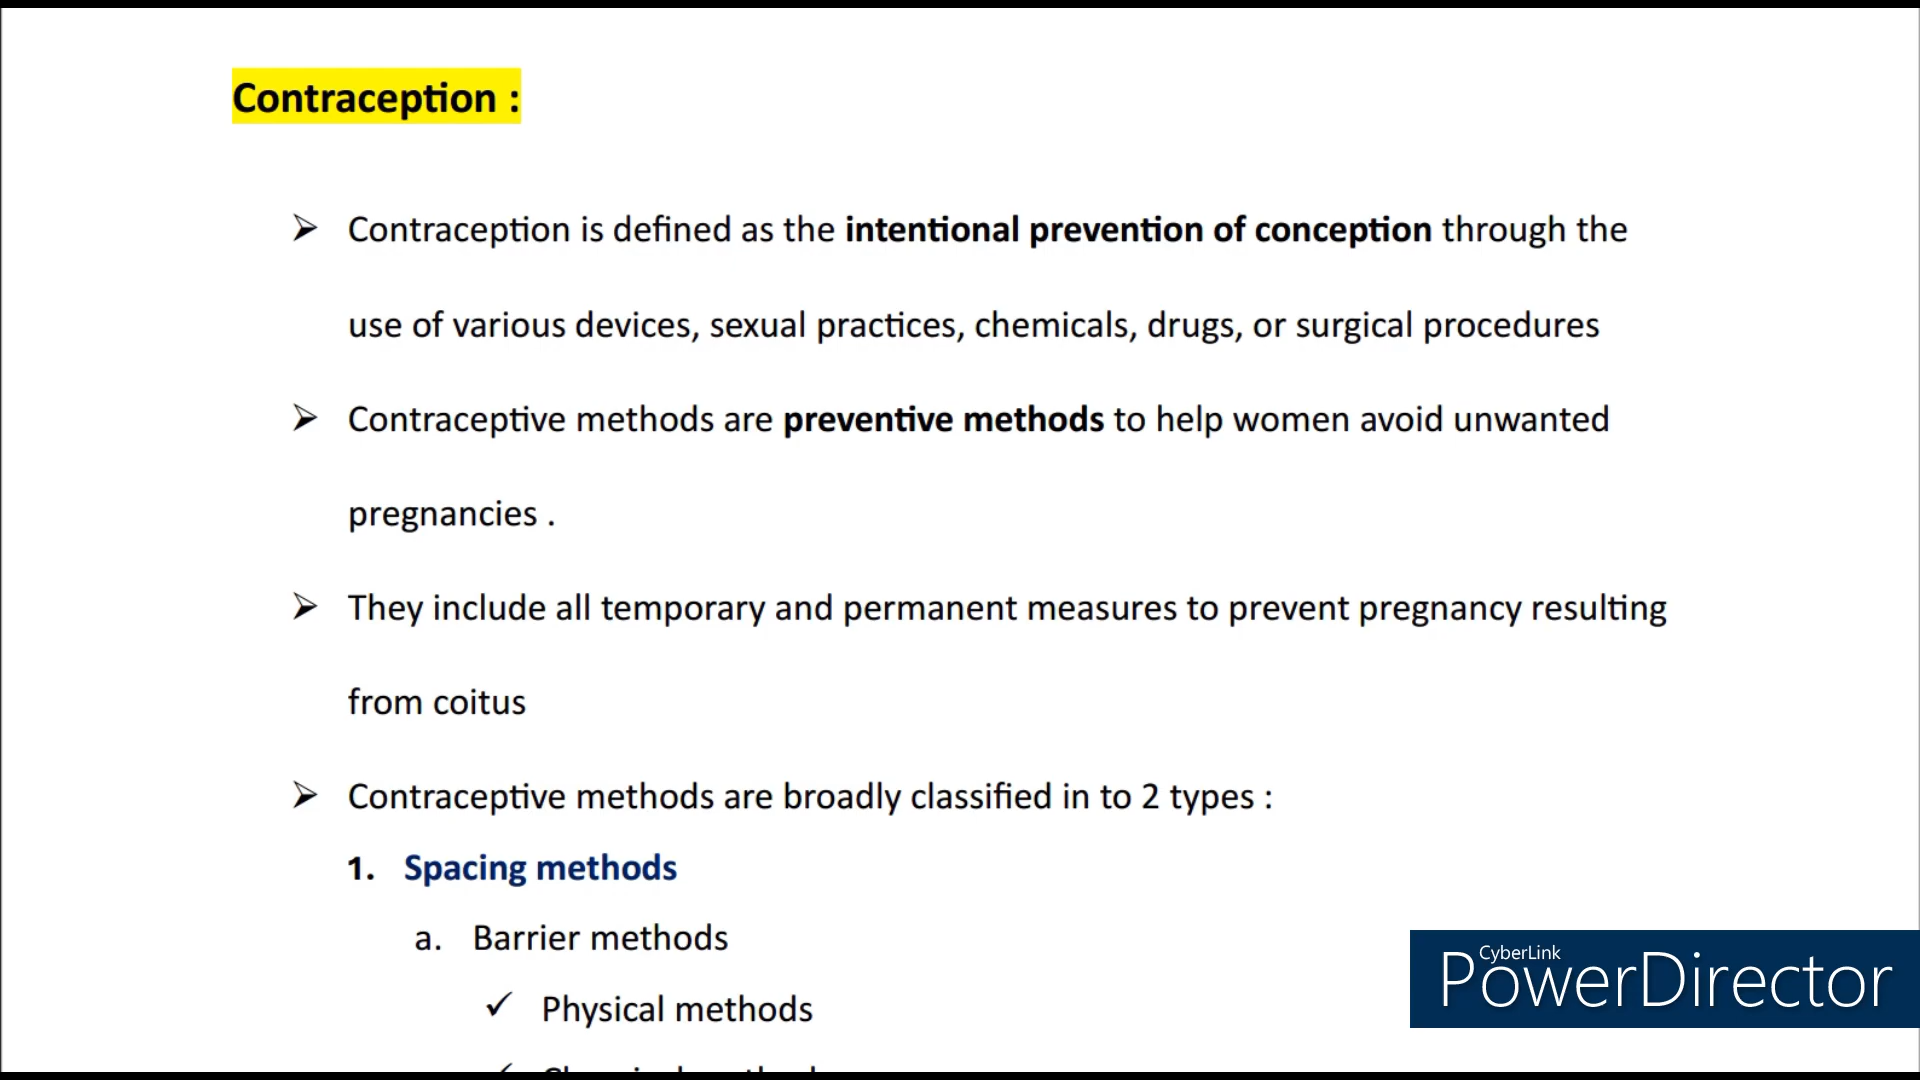 Contraception :
➢ Contraception is defined as the intentional prevention of conception through the
use of various devices, sexual practices, chemicals, drugs, or surgical procedures
➢ Contraceptive methods are preventive methods to help women avoid unwanted
pregnancies .
➢ They include all temporary and permanent measures to prevent pregnancy resulting
from coitus
➢ Contraceptive methods are broadly classified in to 2 types :
1. Spacing methods
a. Barrier methods
✓ Physical methods
CyberLink
PowerDirector